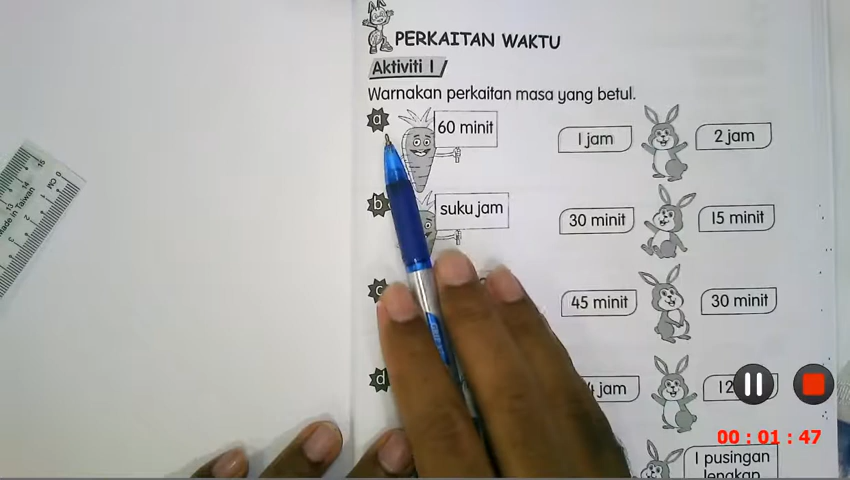 PERKAITAN WAKTU
Aktiviti 1
Warnakan perkaitan masa yang betul.
a
60 minit
1 jam
2 jam
b
suku jam
30 minit
15 minit
c
45 minit
30 minit
d
jam
12
1 pusingan
lengkap
00 : 01 : 47
Made in Taiwan